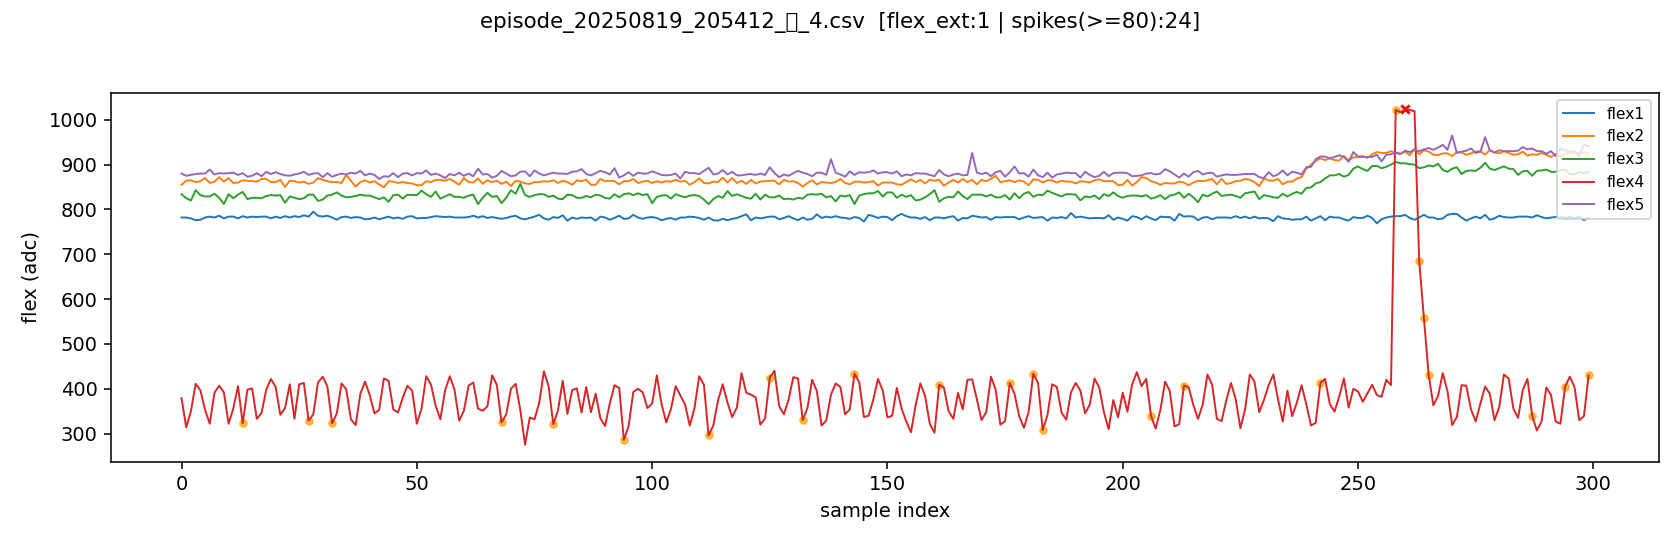 episode_20250819_205412_▯_4.csv [flex_ext:1 | spikes(>=80):24]
1000
900
800
700
600
500
400
300
flex (adc)
flex1
flex2
flex3
flex4
flex5
0
50
100
150
200
250
300
sample index